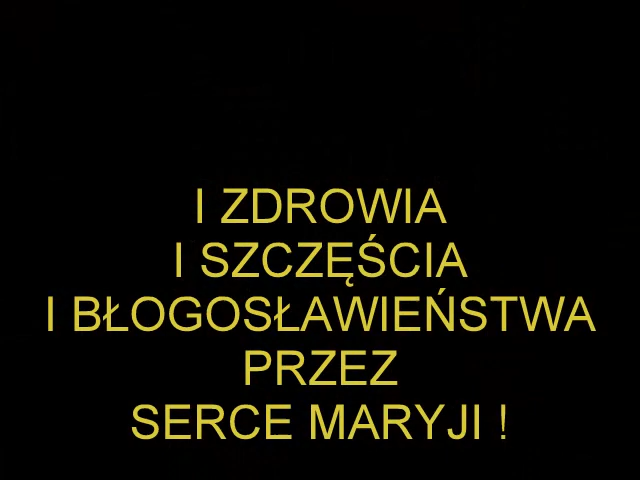 I ZDROWIA
I SZCZĘŚCIA
I BŁOGOSŁAWIEŃSTWA
PRZEZ
SERCE MARYJI !